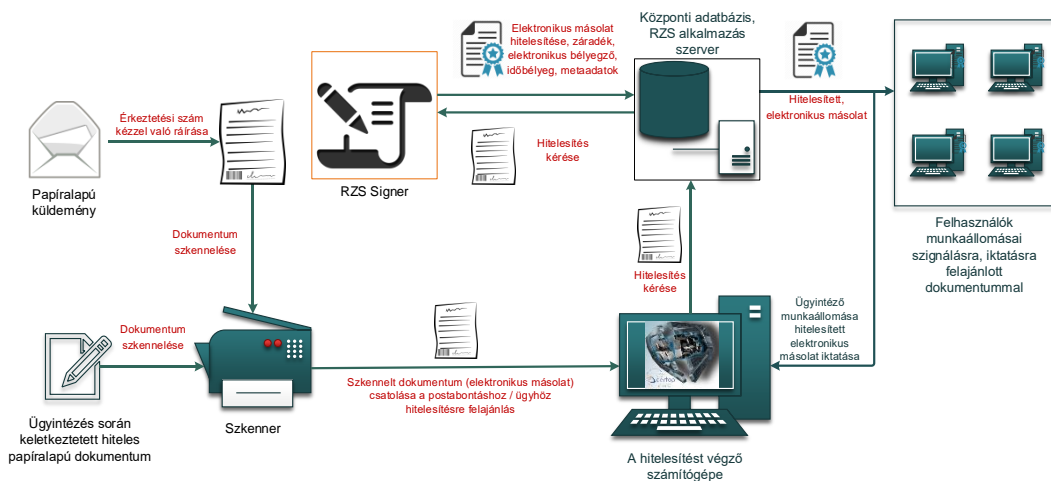 Elektronikus másolat
hitelesítése, záradék,
elektronikus bélyegző,
időbélyeg, metaadatok
Központi adatbázis,
RZS alkalmazás
szerver
Hitelesített,
elektronikus másolat
Érkeztetési szám
kézzel való ráírása
Hitelesítés
kérése
RZS Signer
Papíralapú
küldemény
Felhasználók
munkaállomásai
szignálásra, iktatásra
felajánlott
dokumentummal
Dokumentum
szkennelése
Hitelesítés
kérése
Ügyintéző
munkaállomása
hitelesített
elektronikus
másolat iktatása
Dokumentum
szkennelése
Szkennelt dokumentum (elektronikus másolat)
csatolása a postabontáshoz / ügyhöz
hitelesítésre felajánlás
Szkenner
Ügyintézés során
keletkeztetett hiteles
papíralapú dokumentum
A hitelesítést végző
számítógépe